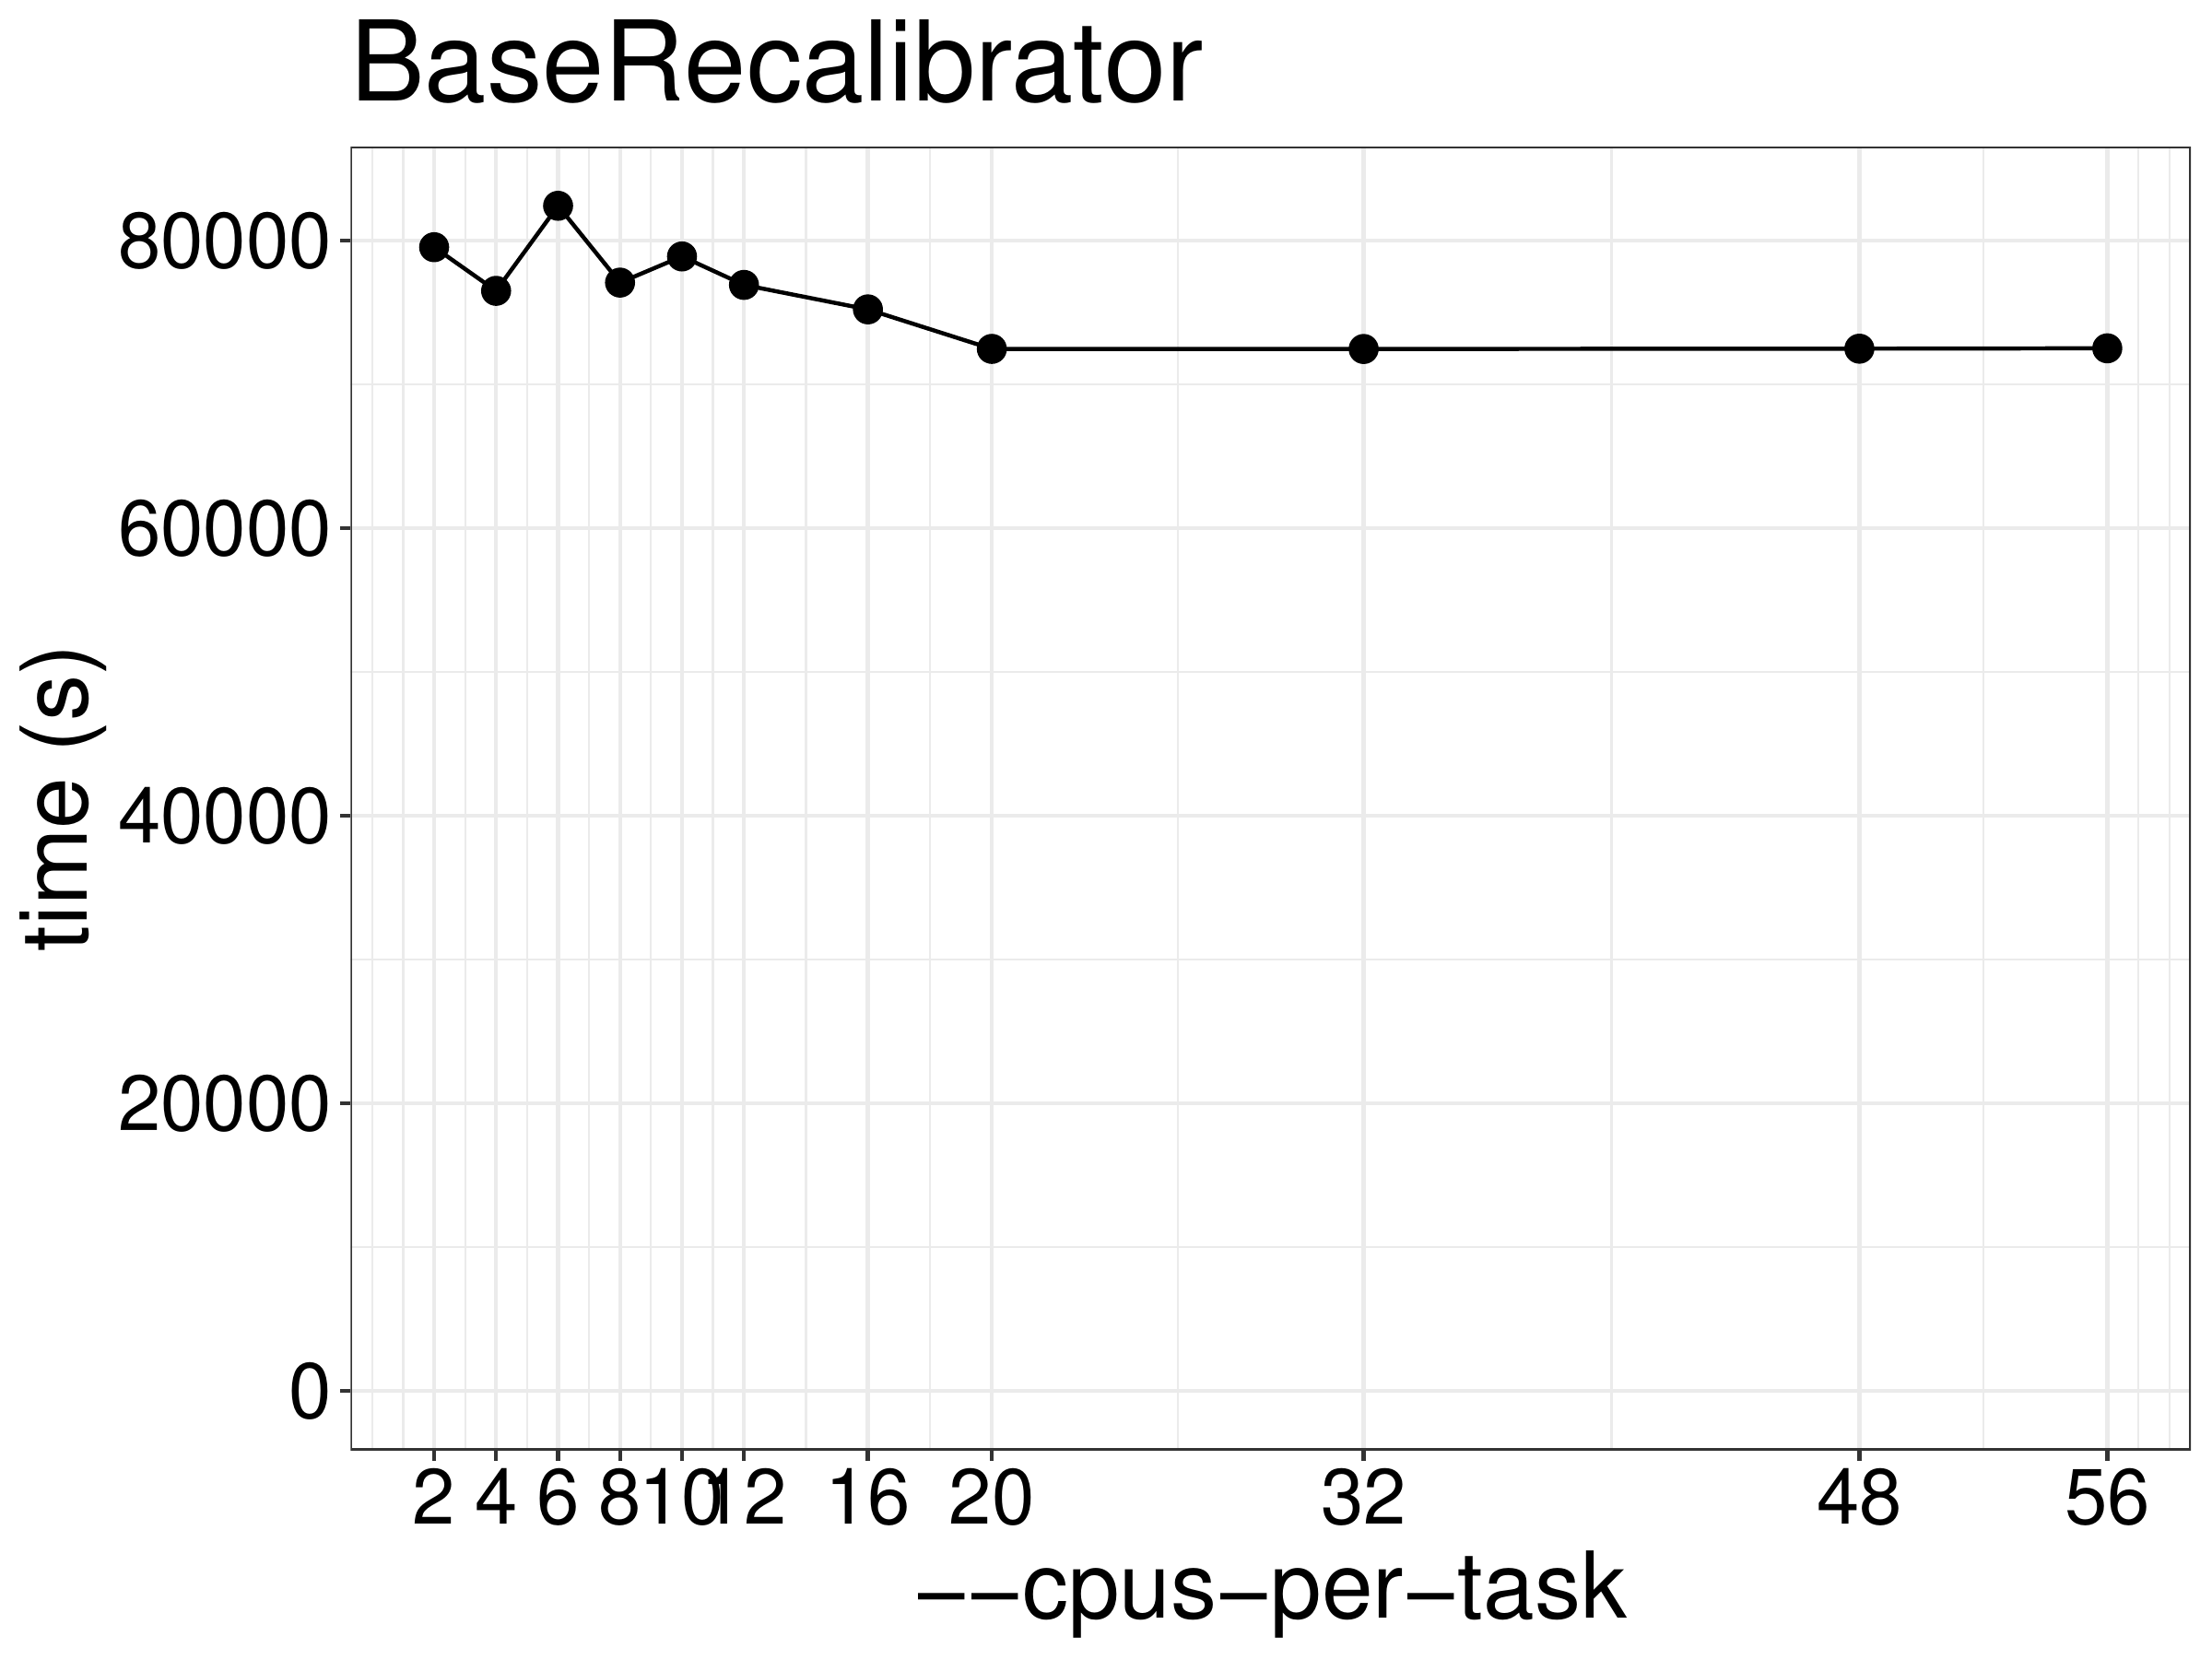 BaseRecalibrator
80000
60000
40000
20000
0
time (s)
2 4 6 8 10 12 16 20 32 48 56
--cpus-per-task